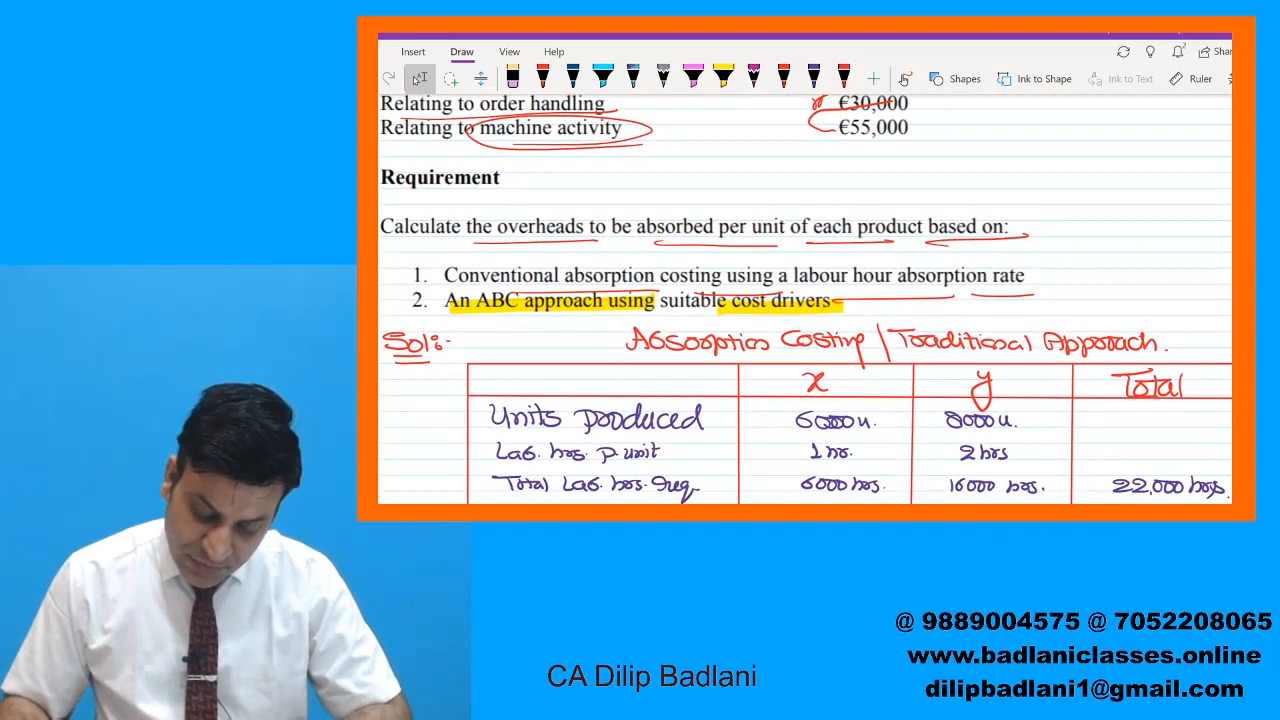 Insert Draw View Help Shar
Shapes Ink to Shape Ink to Text Ruler
Relating to order handling €30,000
Relating to machine activity €55,000
Requirement
Calculate the overheads to be absorbed per unit of each product based on:
1. Conventional absorption costing using a labour hour absorption rate
2. An ABC approach using suitable cost drivers
Sol:- Absorption Costing / Traditional Approach.
x y Total
Units produced 6000u. 8000u.
Lab. hrs. p unit 1 hr. 2 hrs
Total Lab. hrs. req. 6000 hrs. 16000 hrs. 22,000 hrs.
@ 9889004575 @ 7052208065
www.badlaniclasses.online
CA Dilip Badlani
dilipbadlani1@gmail.com